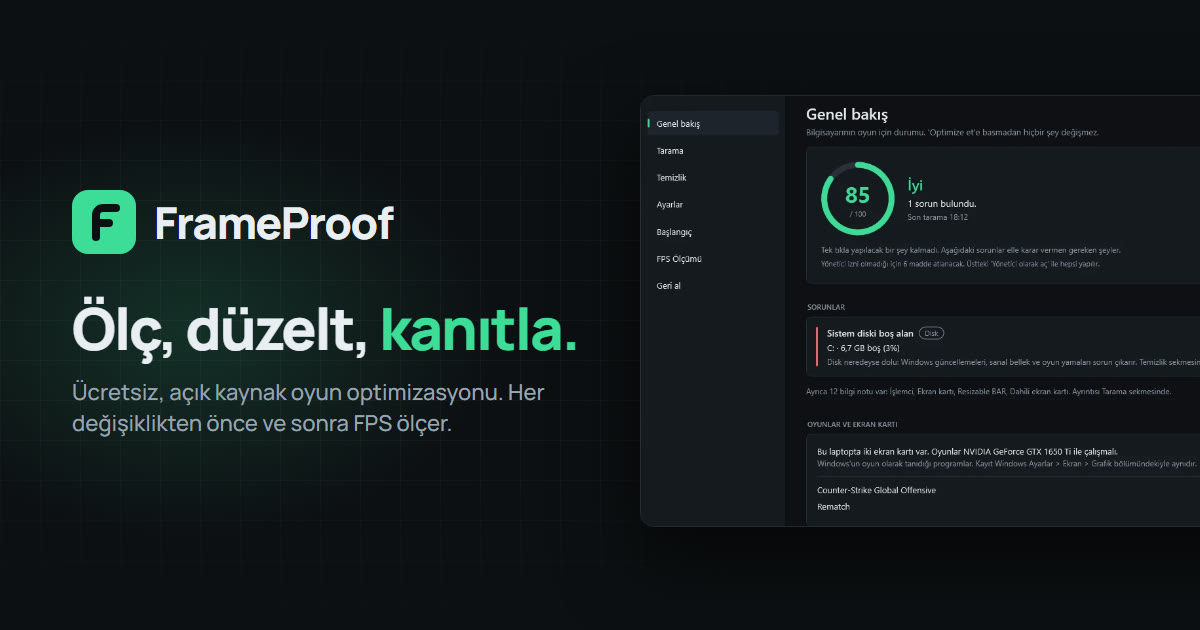 FrameProof
Ölç, düzelt, kanıtla.
Ücretsiz, açık kaynak oyun optimizasyonu. Her
değişiklikten önce ve sonra FPS ölçer.
Genel bakış
Tarama
Temizlik
Ayarlar
Başlangıç
FPS Ölçümü
Geri al
Genel bakış
Bilgisayarının oyun için durumu. 'Optimize et'e basmadan hiçbir şey değişmez.
85
/ 100
İyi
1 sorun bulundu.
Son tarama 18:12
Tek tıkla yapılacak bir şey kalmadı. Aşağıdaki sorunlar elle karar vermen gereken şeyler.
Yönetici izni olmadığı için 6 madde atlanacak. Üstteki 'Yönetici olarak aç' ile hepsi yapılır.
SORUNLAR
Sistem diski boş alan Disk
C: · 6,7 GB boş (3%)
Disk neredeyse dolu: Windows güncellemeleri, sanal bellek ve oyun yamaları sorun çıkarır. Temizlik
Ayrıca 12 bilgi notu var: İşlemci, Ekran kartı, Resizable BAR, Dahili ekran kartı. Ayrıntısı Tarama sekmesinde.
OYUNLAR VE EKRAN KARTI
Bu laptopta iki ekran kartı var. Oyunlar NVIDIA GeForce GTX 1650 Ti ile çalışmalı.
Windows'un oyun olarak tanıdığı programlar. Kayıt Windows Ayarlar > Ekran > Grafik bölümündekiyle aynıdır.
Counter-Strike Global Offensive
Rematch